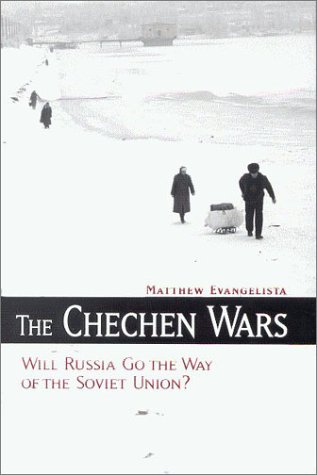 MATTHEW EVANGELISTA
THE CHECHEN WARS
WILL RUSSIA GO THE WAY
OF THE SOVIET UNION?